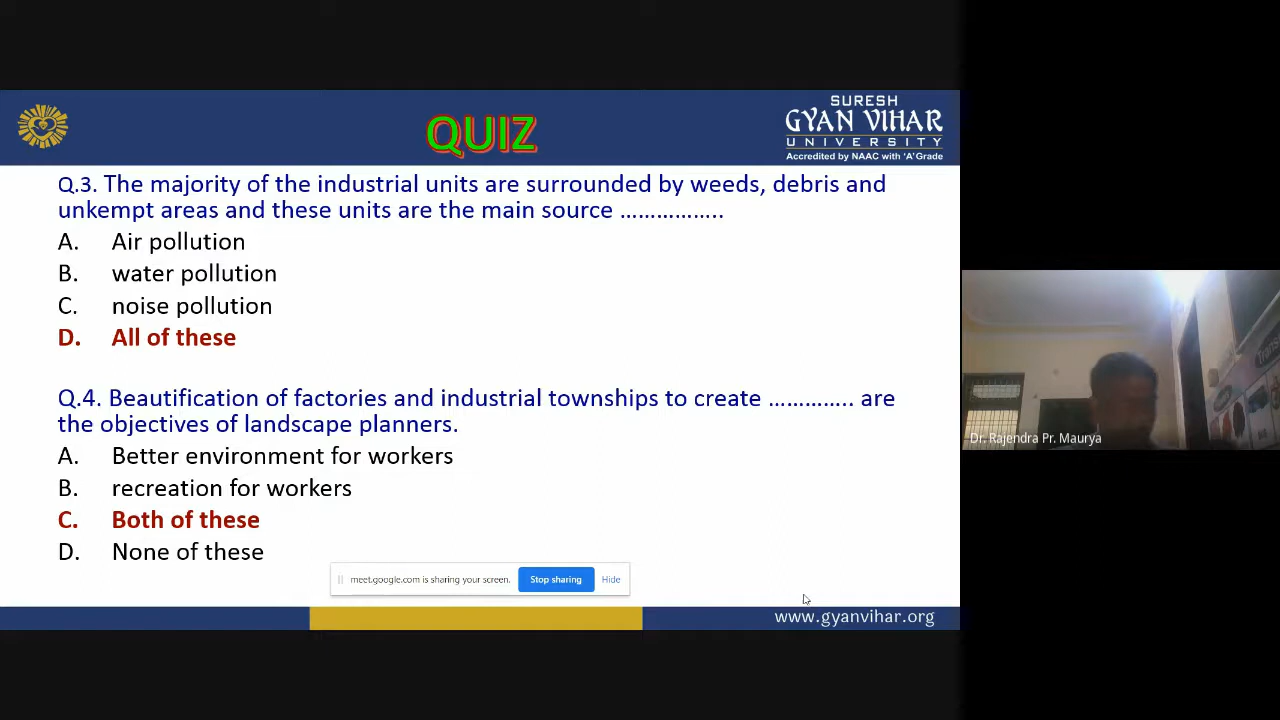 QUIZ
SURESH
GYAN VIHAR
UNIVERSITY
Accredited by NAAC with 'A' Grade
Q.3. The majority of the industrial units are surrounded by weeds, debris and
unkempt areas and these units are the main source ……………..
A. Air pollution
B. water pollution
C. noise pollution
D. All of these
Q.4. Beautification of factories and industrial townships to create ………….. are
the objectives of landscape planners.
A. Better environment for workers
B. recreation for workers
C. Both of these
D. None of these
meet.google.com is sharing your screen. Stop sharing Hide
www.gyanvihar.org
Dr. Rajendra Pr. Maurya